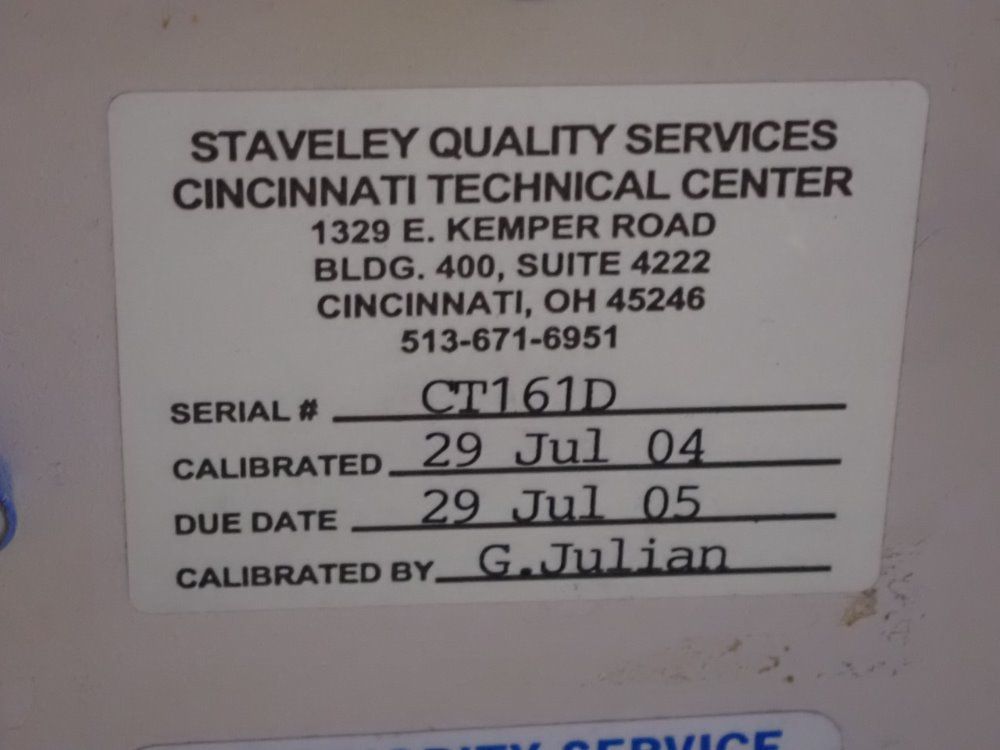 STAVELEY QUALITY SERVICES
CINCINNATI TECHNICAL CENTER
1329 E. KEMPER ROAD
BLDG. 400, SUITE 4222
CINCINNATI, OH 45246
513-671-6951
SERIAL # CT161D
CALIBRATED 29 Jul 04
DUE DATE 29 Jul 05
CALIBRATED BY G.Julian
SERVICE